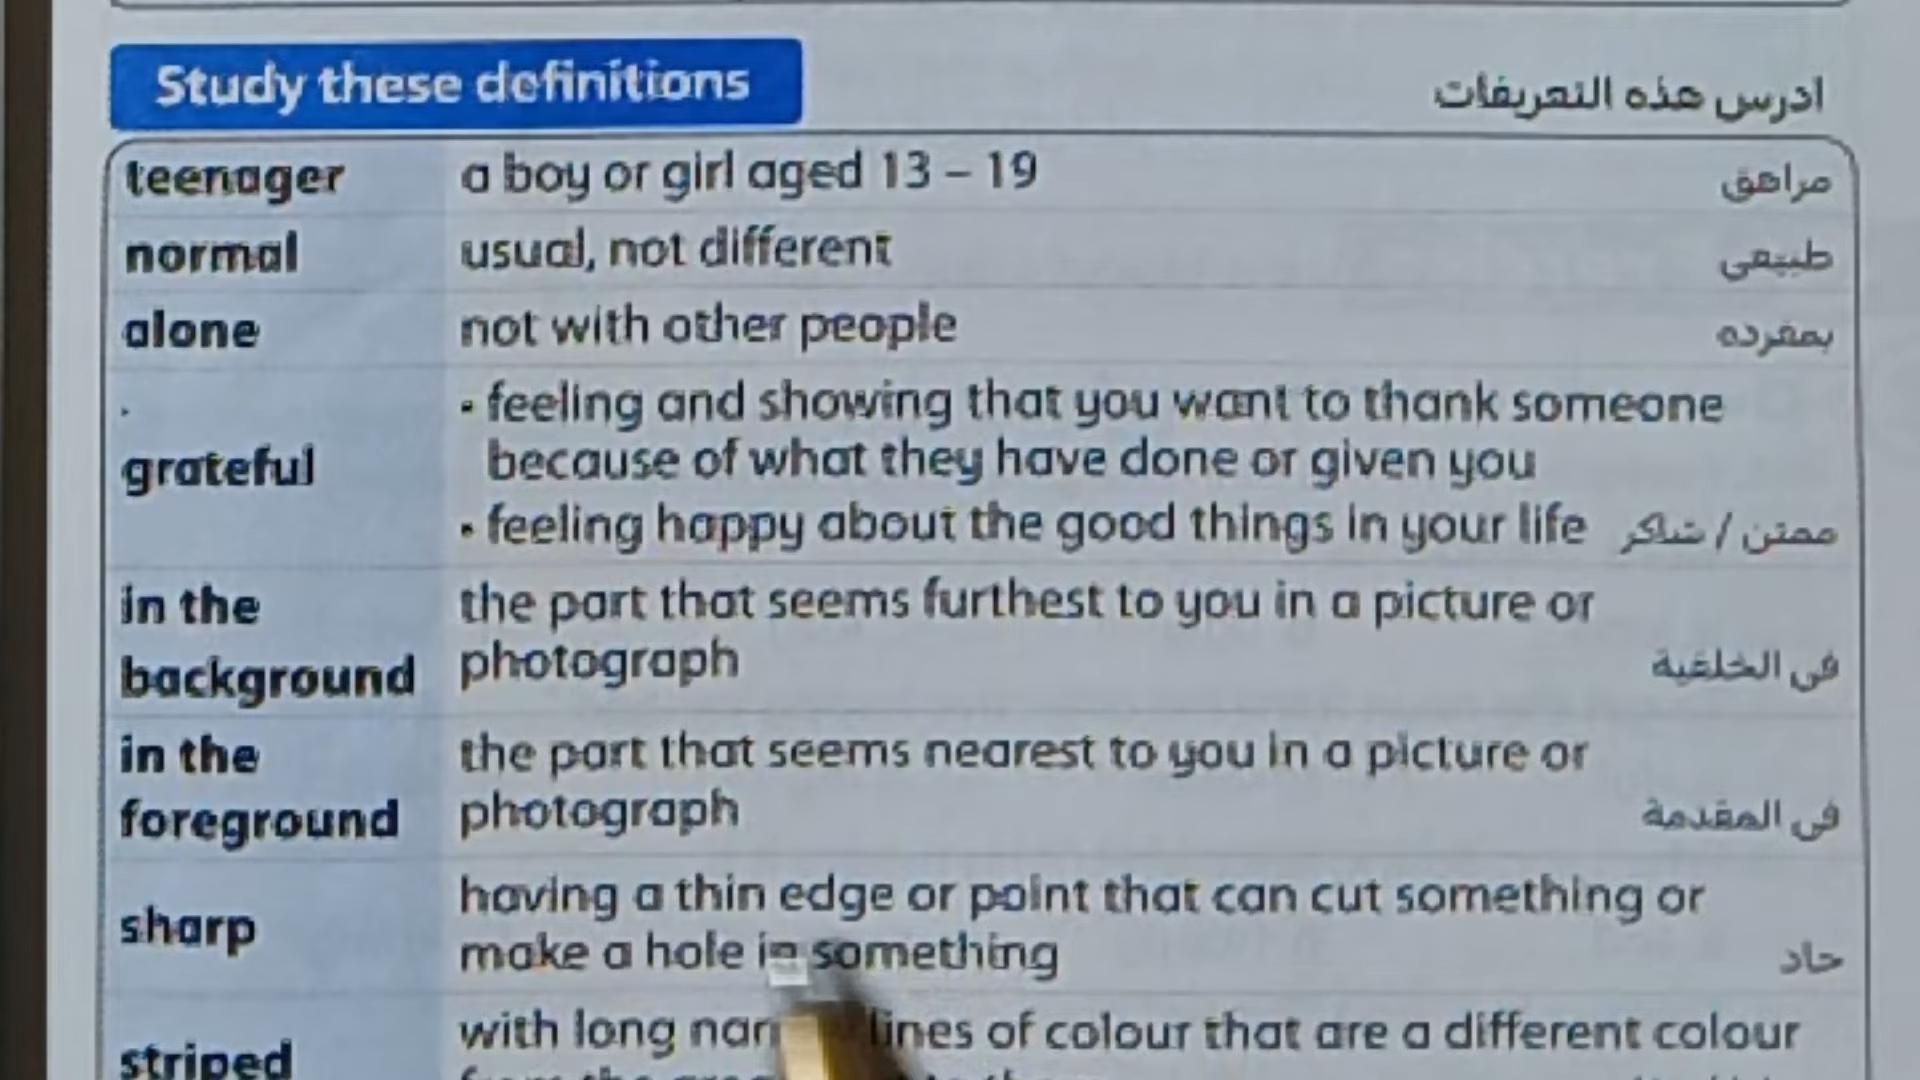 Study these definitions
ادرس هذه التعريفات
teenager a boy or girl aged 13 – 19 مراهق
normal usual, not different طبيعى
alone not with other people بمفرده
• feeling and showing that you want to thank someone
grateful because of what they have done or given you
• feeling happy about the good things in your life ممتن / شاكر
in the the part that seems furthest to you in a picture or
background photograph فى الخلفية
in the the part that seems nearest to you in a picture or
foreground photograph فى المقدمة
having a thin edge or point that can cut something or
sharp make a hole in something حاد
with long lines of colour that are a different colour
striped